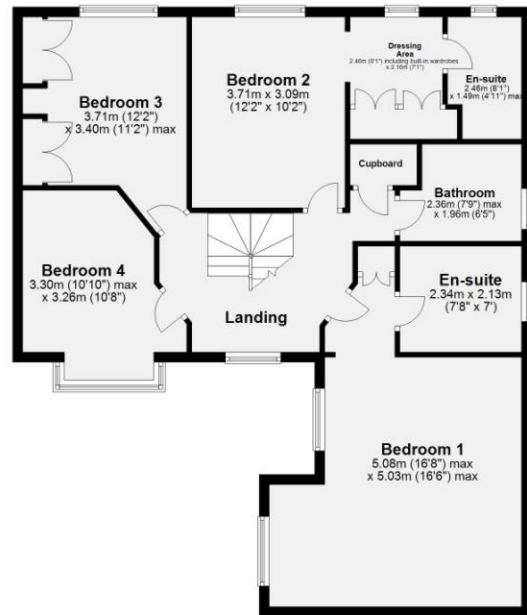 Bedroom 3
3.71m (12'2")
x 3.40m (11'2") max
Bedroom 2
3.71m x 3.09m
(12'2" x 10'2")
Dressing
Area
2.46m (8'1") including built-in wardrobes
x 2.16m (7'1")
En-suite
2.46m (8'1")
x 1.49m (4'11") max
Cupboard
Bathroom
2.36m (7'9") max
x 1.96m (6'5")
Bedroom 4
3.30m (10'10") max
x 3.26m (10'8")
Landing
En-suite
2.34m x 2.13m
(7'8" x 7')
Bedroom 1
5.08m (16'8") max
x 5.03m (16'6") max